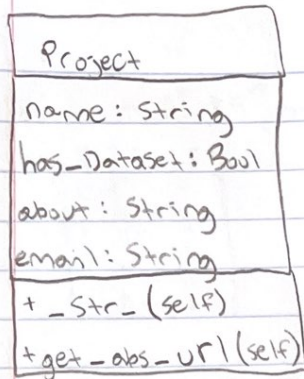 Project
name: String
has_Dataset: Bool
about: String
email: String
+ _Str_(self)
+get_abs_url(self)